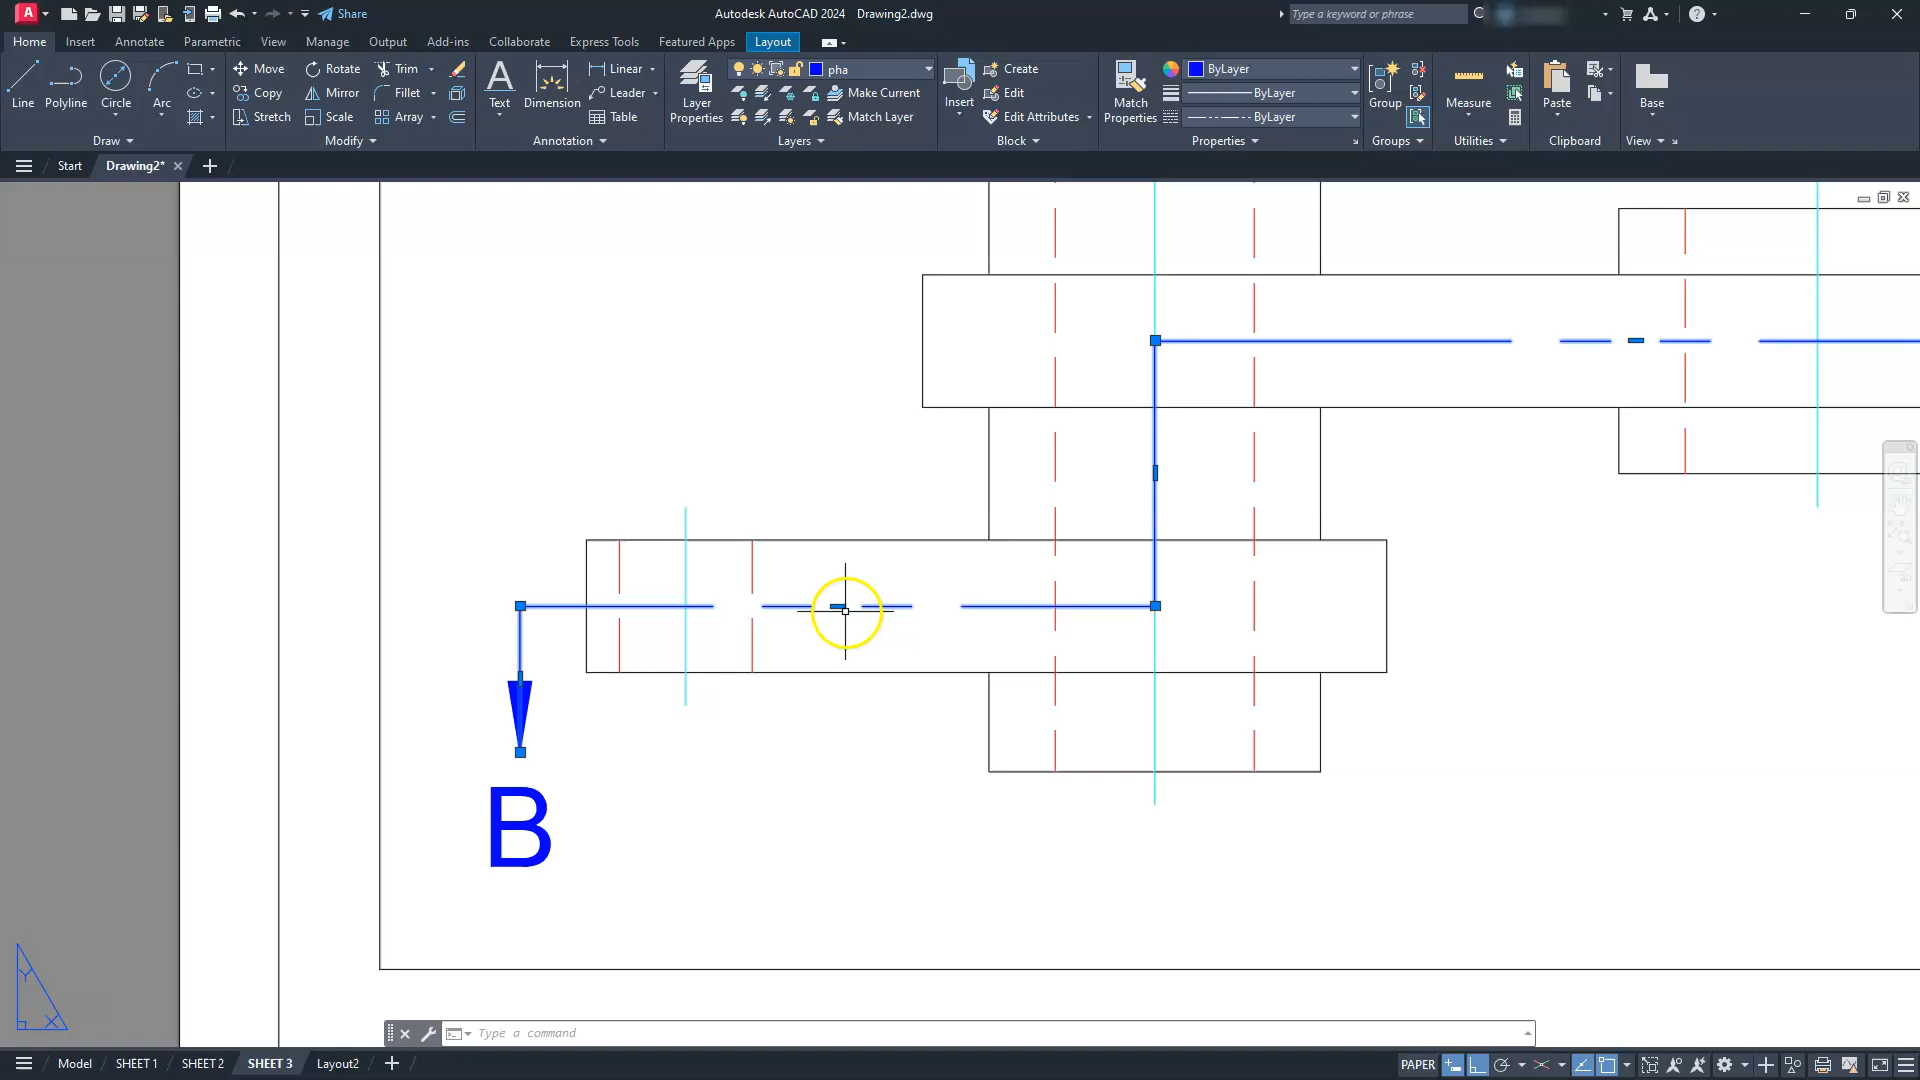 A Share Autodesk AutoCAD 2024 Drawing2.dwg Type a keyword or phrase
Home Insert Annotate Parametric View Manage Output Add-ins Collaborate Express Tools Featured Apps Layout
Line Polyline Circle Arc
Move Rotate Trim
Copy Mirror Fillet
Stretch Scale Array
Text Dimension
Linear
Leader
Table
Layer Properties
pha
Make Current
Match Layer
Insert
Create
Edit
Edit Attributes
Match Properties
ByLayer
ByLayer
ByLayer
Group
Measure
Paste
Base
Draw Modify Annotation Layers Block Properties Groups Utilities Clipboard View
Start Drawing2*
B
Y
X
Type a command
Model SHEET 1 SHEET 2 SHEET 3 Layout2 PAPER